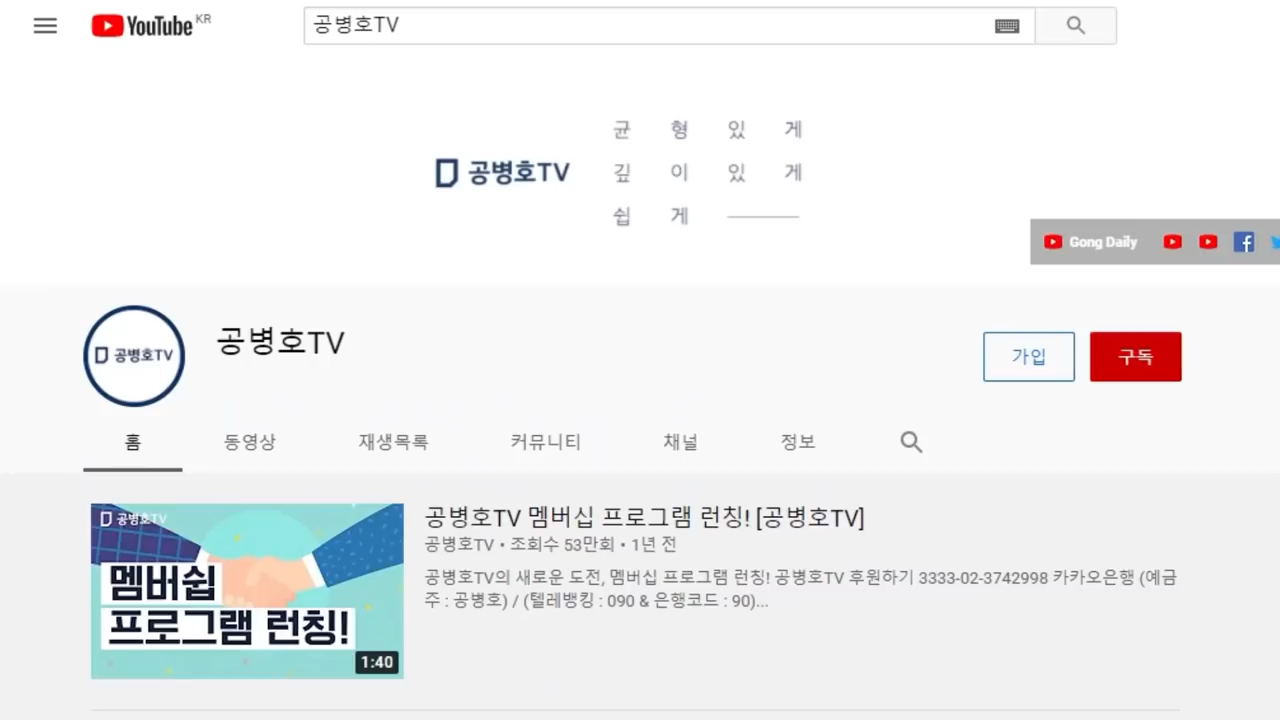 YouTube KR
공병호TV
공병호TV
균형있게
깊이있게
쉽게
Gong Daily
공병호TV
공병호TV
가입
구독
홈
동영상
재생목록
커뮤니티
채널
정보
공병호TV
멤버쉽
프로그램 런칭!
1:40
공병호TV 멤버십 프로그램 런칭! [공병호TV]
공병호TV • 조회수 53만회 • 1년 전
공병호TV의 새로운 도전, 멤버십 프로그램 런칭! 공병호TV 후원하기 3333-02-3742998 카카오은행 (예금
주 : 공병호) / (텔레뱅킹 : 090 & 은행코드 : 90)...